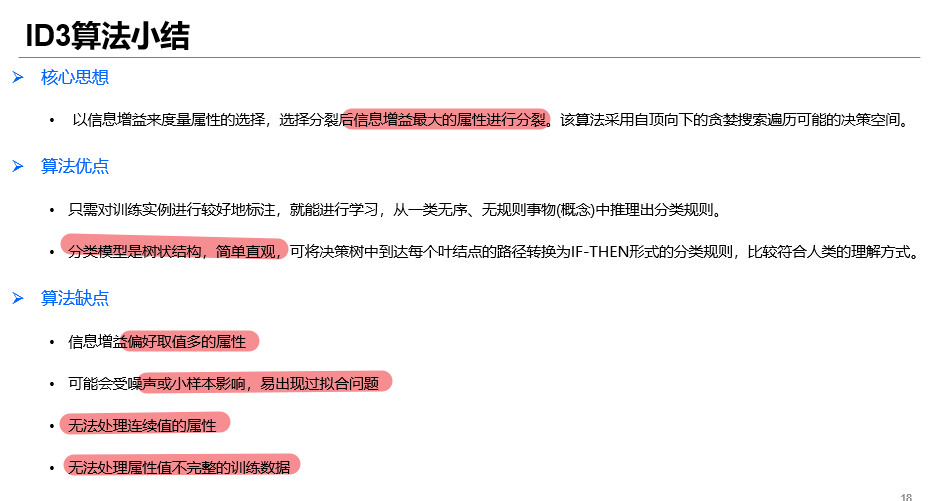 ID3算法小结
➢ 核心思想
• 以信息增益来度量属性的选择，选择分裂后信息增益最大的属性进行分裂。该算法采用自顶向下的贪婪搜索遍历可能的决策空间。
➢ 算法优点
• 只需对训练实例进行较好地标注，就能进行学习，从一类无序、无规则事物(概念)中推理出分类规则。
• 分类模型是树状结构，简单直观，可将决策树中到达每个叶结点的路径转换为IF-THEN形式的分类规则，比较符合人类的理解方式。
➢ 算法缺点
• 信息增益偏好取值多的属性
• 可能会受噪声或小样本影响，易出现过拟合问题
• 无法处理连续值的属性
• 无法处理属性值不完整的训练数据
18